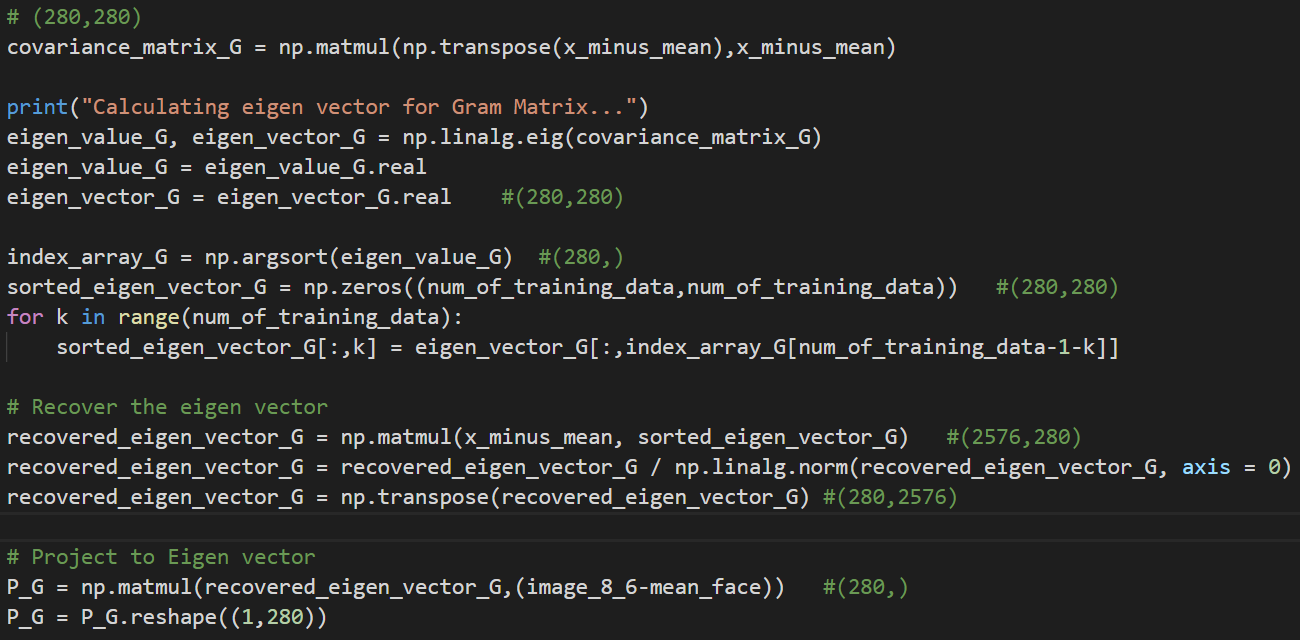 # (280,280)
covariance_matrix_G = np.matmul(np.transpose(x_minus_mean),x_minus_mean)
print("Calculating eigen vector for Gram Matrix...")
eigen_value_G, eigen_vector_G = np.linalg.eig(covariance_matrix_G)
eigen_value_G = eigen_value_G.real
eigen_vector_G = eigen_vector_G.real    #(280,280)
index_array_G = np.argsort(eigen_value_G)  #(280,)
sorted_eigen_vector_G = np.zeros((num_of_training_data,num_of_training_data))   #(280,280)
for k in range(num_of_training_data):
    sorted_eigen_vector_G[:,k] = eigen_vector_G[:,index_array_G[num_of_training_data-1-k]]
# Recover the eigen vector
recovered_eigen_vector_G = np.matmul(x_minus_mean, sorted_eigen_vector_G)   #(2576,280)
recovered_eigen_vector_G = recovered_eigen_vector_G / np.linalg.norm(recovered_eigen_vector_G, axis = 0)
recovered_eigen_vector_G = np.transpose(recovered_eigen_vector_G) #(280,2576)
# Project to Eigen vector
P_G = np.matmul(recovered_eigen_vector_G,(image_8_6-mean_face))   #(280,)
P_G = P_G.reshape((1,280))